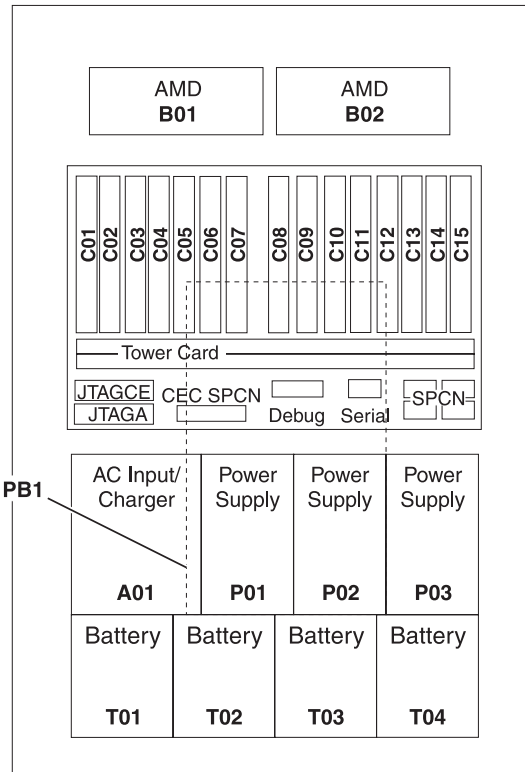 AMD AMD
B01 B02
C01 C02 C03 C04 C05 C06 C07 C08 C09 C10 C11 C12 C13 C14 C15
Tower Card
JTAGCE CEC SPCN SPCN
JTAGA Debug Serial
PB1
AC Input/ Power Power Power
Charger Supply Supply Supply
A01 P01 P02 P03
Battery Battery Battery Battery
T01 T02 T03 T04